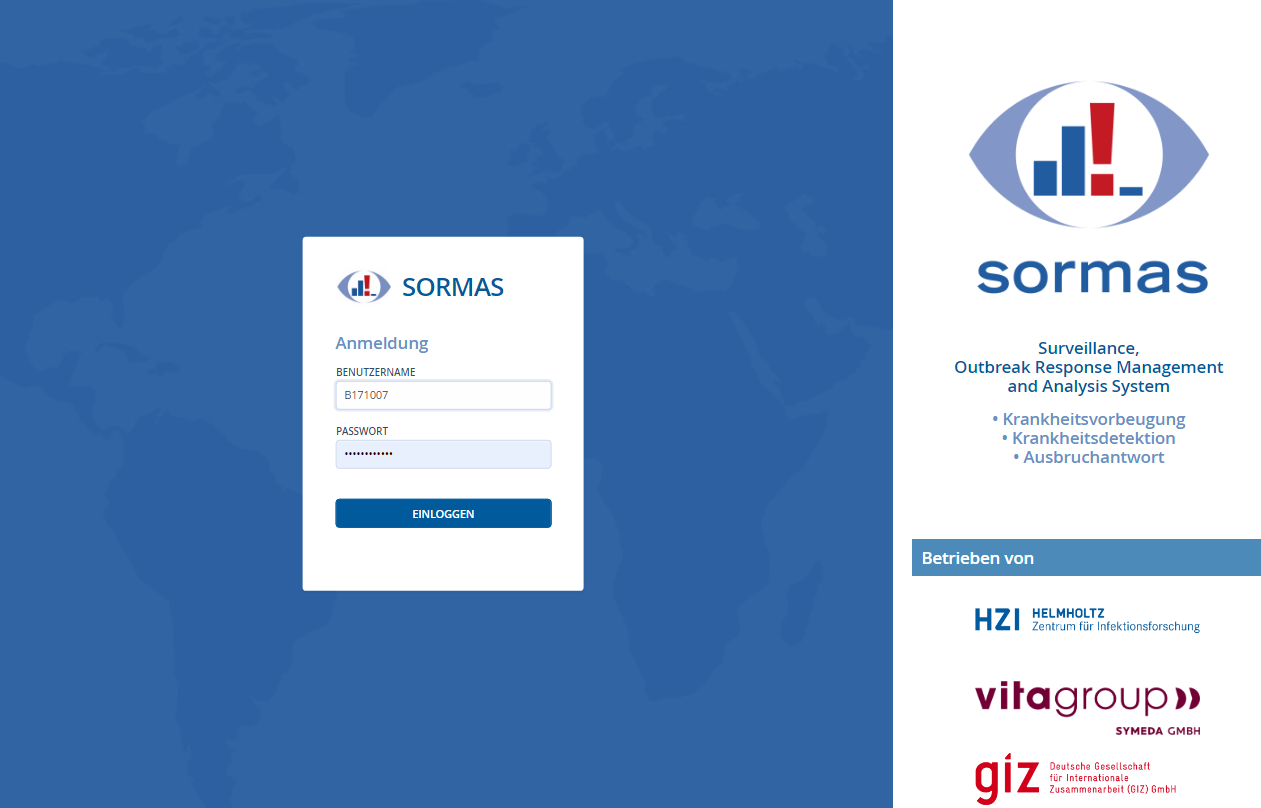 SORMAS
Anmeldung
BENUTZERNAME
B171007
PASSWORT
••••••••••••
EINLOGGEN
sormas
Surveillance,
Outbreak Response Management
and Analysis System
• Krankheitsvorbeugung
• Krankheitsdetektion
• Ausbruchantwort
Betrieben von
HZI HELMHOLTZ
Zentrum für Infektionsforschung
vitagroup
SYMEDA GMBH
giz Deutsche Gesellschaft
für Internationale
Zusammenarbeit (GIZ) GmbH